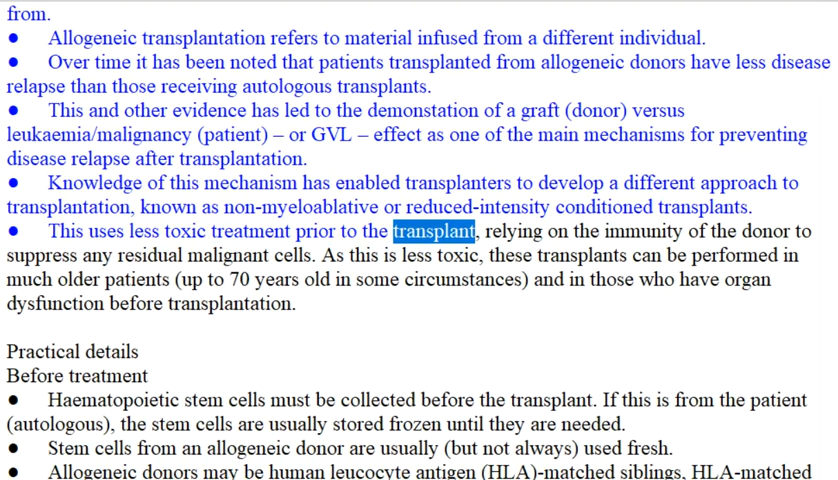 from.
● Allogeneic transplantation refers to material infused from a different individual.
● Over time it has been noted that patients transplanted from allogeneic donors have less disease
relapse than those receiving autologous transplants.
● This and other evidence has led to the demonstation of a graft (donor) versus
leukaemia/malignancy (patient) – or GVL – effect as one of the main mechanisms for preventing
disease relapse after transplantation.
● Knowledge of this mechanism has enabled transplanters to develop a different approach to
transplantation, known as non-myeloablative or reduced-intensity conditioned transplants.
● This uses less toxic treatment prior to the transplant, relying on the immunity of the donor to
suppress any residual malignant cells. As this is less toxic, these transplants can be performed in
much older patients (up to 70 years old in some circumstances) and in those who have organ
dysfunction before transplantation.
Practical details
Before treatment
● Haematopoietic stem cells must be collected before the transplant. If this is from the patient
(autologous), the stem cells are usually stored frozen until they are needed.
● Stem cells from an allogeneic donor are usually (but not always) used fresh.
● Allogeneic donors may be human leucocyte antigen (HLA)-matched siblings, HLA-matched